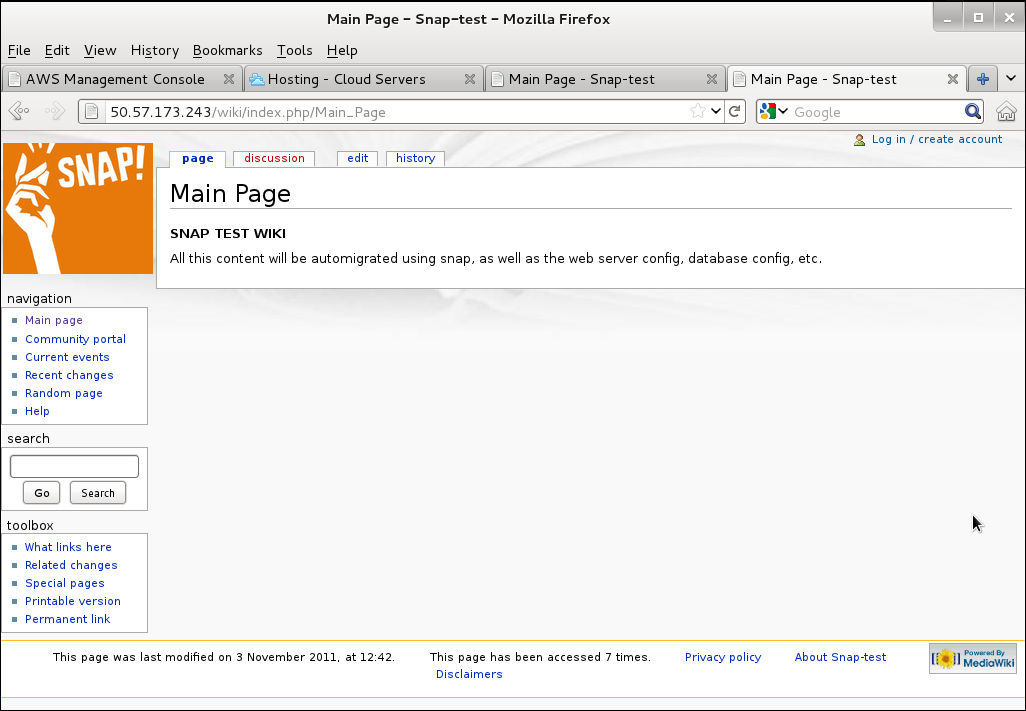 Main Page - Snap-test - Mozilla Firefox
File Edit View History Bookmarks Tools Help
AWS Management Console Hosting - Cloud Servers Main Page - Snap-test Main Page - Snap-test
50.57.173.243/wiki/index.php/Main_Page Google
Log in / create account
SNAP!
page discussion edit history
Main Page
SNAP TEST WIKI
All this content will be automigrated using snap, as well as the web server config, database config, etc.
navigation
Main page
Community portal
Current events
Recent changes
Random page
Help
search
Go Search
toolbox
What links here
Related changes
Special pages
Printable version
Permanent link
This page was last modified on 3 November 2011, at 12:42. This page has been accessed 7 times. Privacy policy About Snap-test
Disclaimers
Powered By
MediaWiki